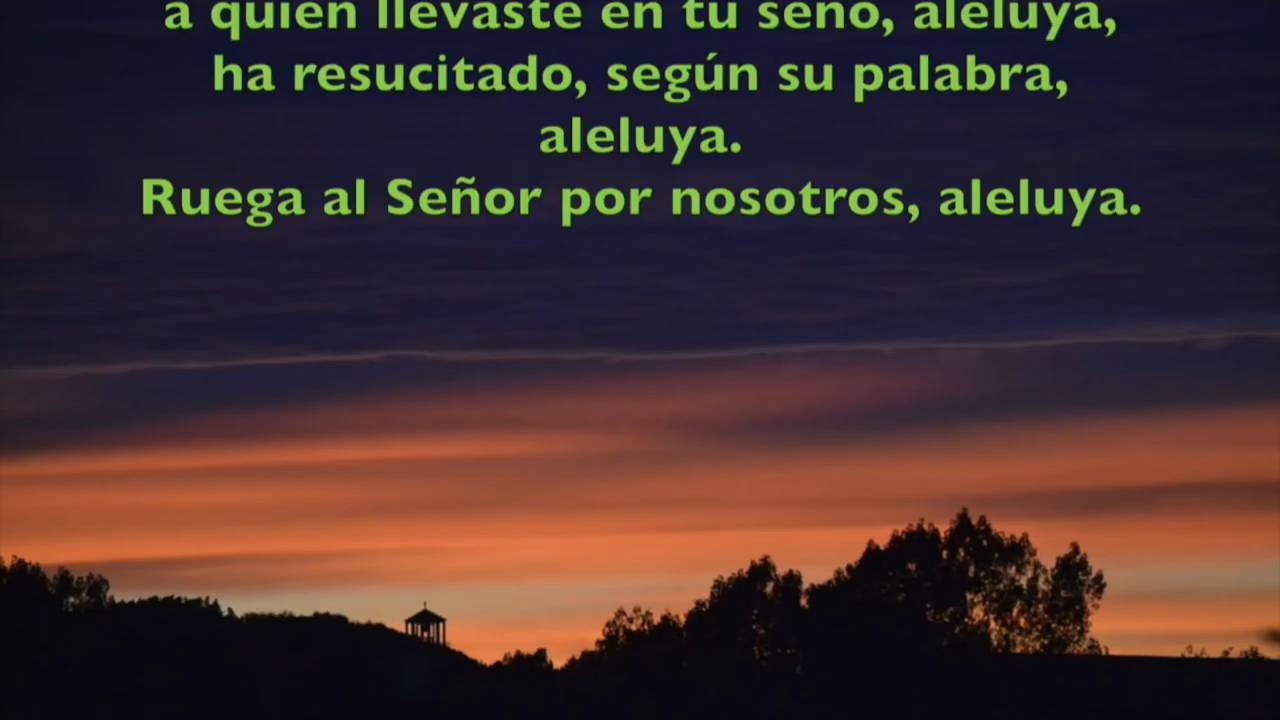 a quien llevaste en tu seno, aleluya,
ha resucitado, según su palabra,
aleluya.
Ruega al Señor por nosotros, aleluya.